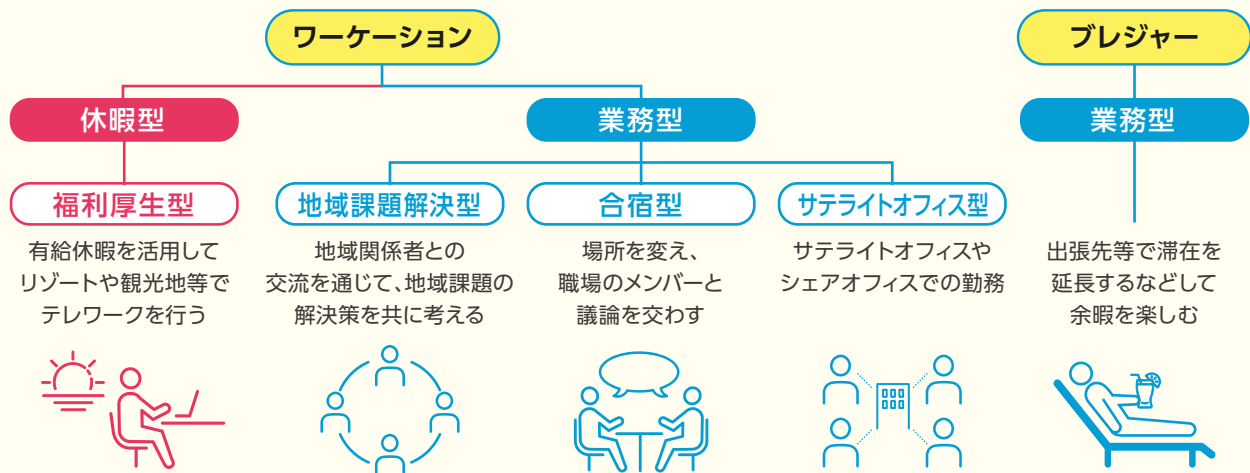 ワーケーション
ブレジャー
休暇型
業務型
業務型
福利厚生型
地域課題解決型
合宿型
サテライトオフィス型
有給休暇を活用して
リゾートや観光地等で
テレワークを行う
地域関係者との
交流を通じて、地域課題の
解決策を共に考える
場所を変え、
職場のメンバーと
議論を交わす
サテライトオフィスや
シェアオフィスでの勤務
出張先等で滞在を
延長するなどして
余暇を楽しむ